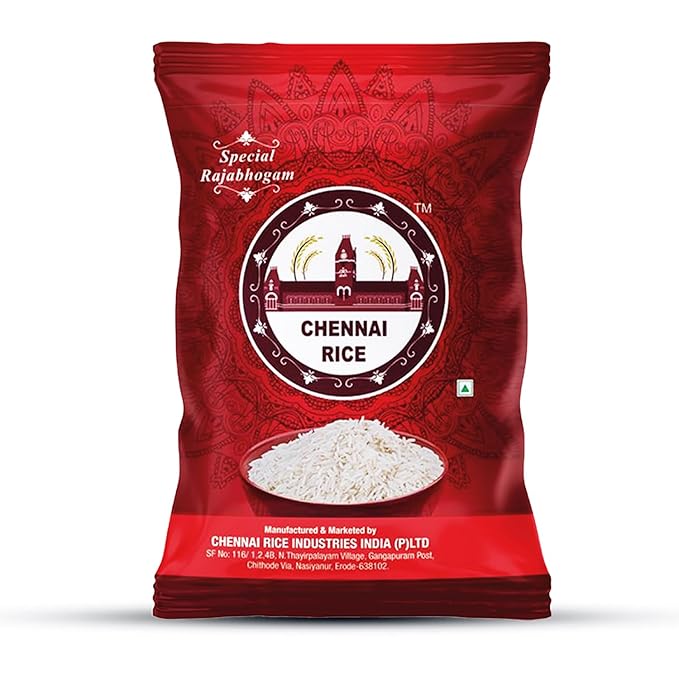 Special
Rajabhogam
TM
CHENNAI
RICE
Manufactured & Marketed by
CHENNAI RICE INDUSTRIES INDIA (P)LTD
SF No: 116/ 1,2,4B, N.Thayirpalayam Village, Gangapuram Post,
Chithode Via, Nasiyanur, Erode-638102.